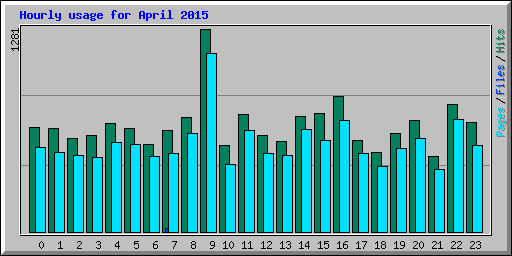 Hourly usage for April 2015
1281
Pages / Files / Hits
0 1 2 3 4 5 6 7 8 9 10 11 12 13 14 15 16 17 18 19 20 21 22 23